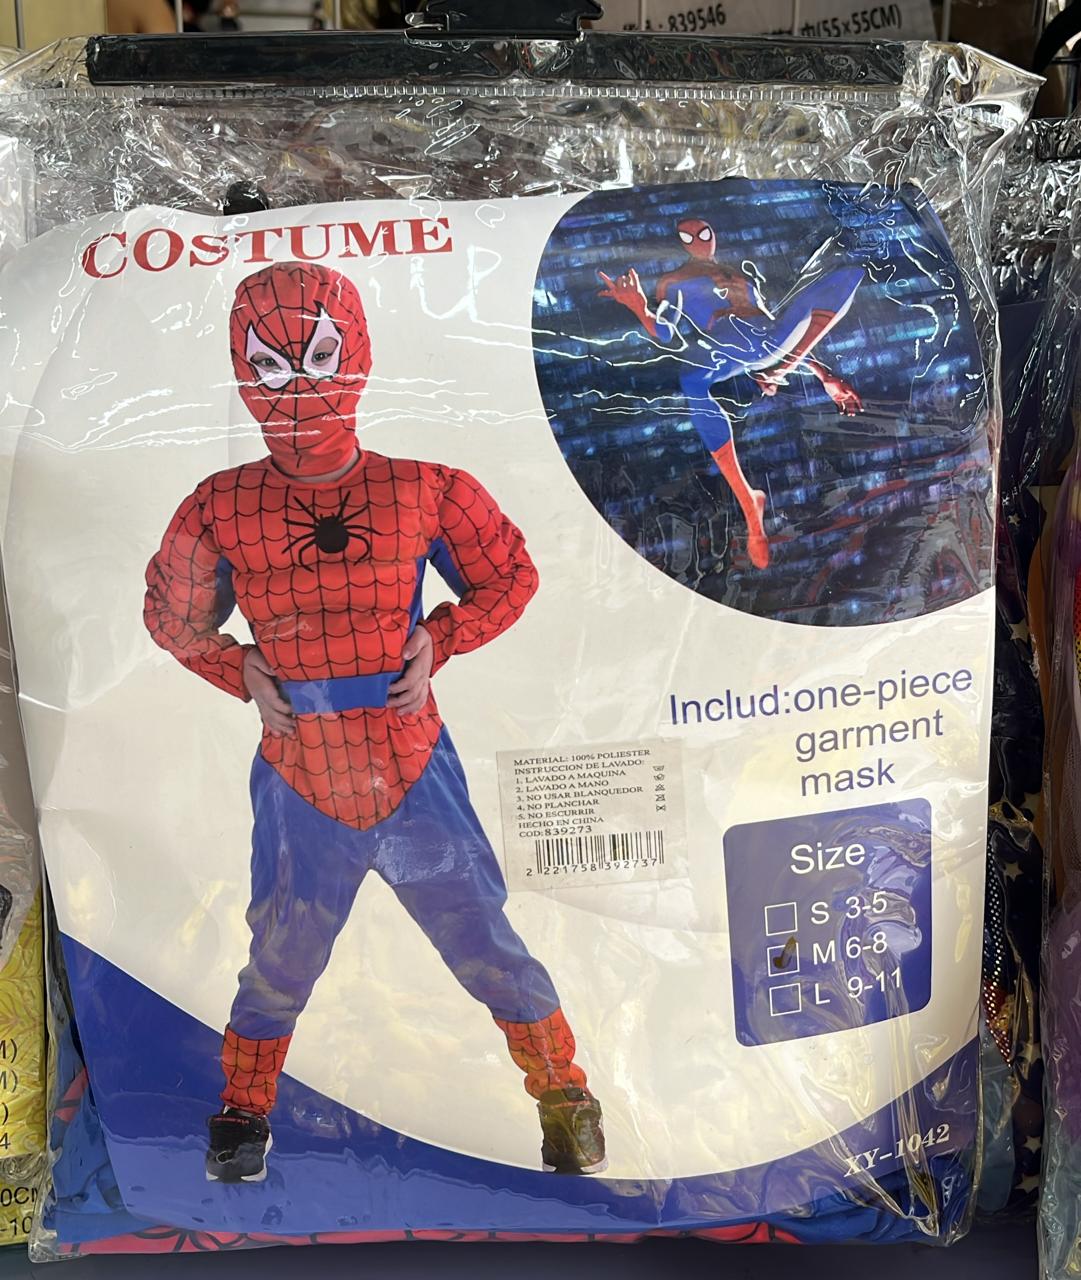 839546
(55×55CM)
COSTUME
Includ:one-piece
garment
mask
MATERIAL: 100% POLIESTER
INSTRUCCION DE LAVADO:
1. LAVADO A MAQUINA
2. LAVADO A MANO
3. NO USAR BLANQUEDOR
4. NO PLANCHAR
5. NO ESCURRIR
HECHO EN CHINA
COD:839273
2 221758 392737
Size
S 3-5
M 6-8
L 9-11
XY-1042